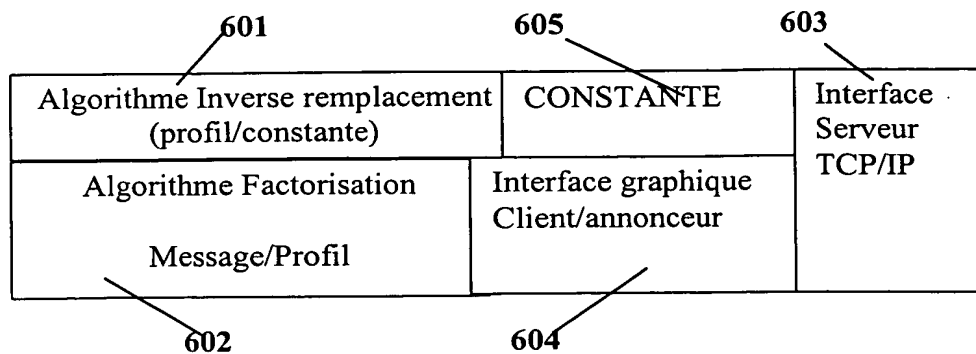 601
605
603
Algorithme Inverse remplacement
(profil/constante)
CONSTANTE
Interface
Serveur
TCP/IP
Algorithme Factorisation
Message/Profil
Interface graphique
Client/annonceur
602
604